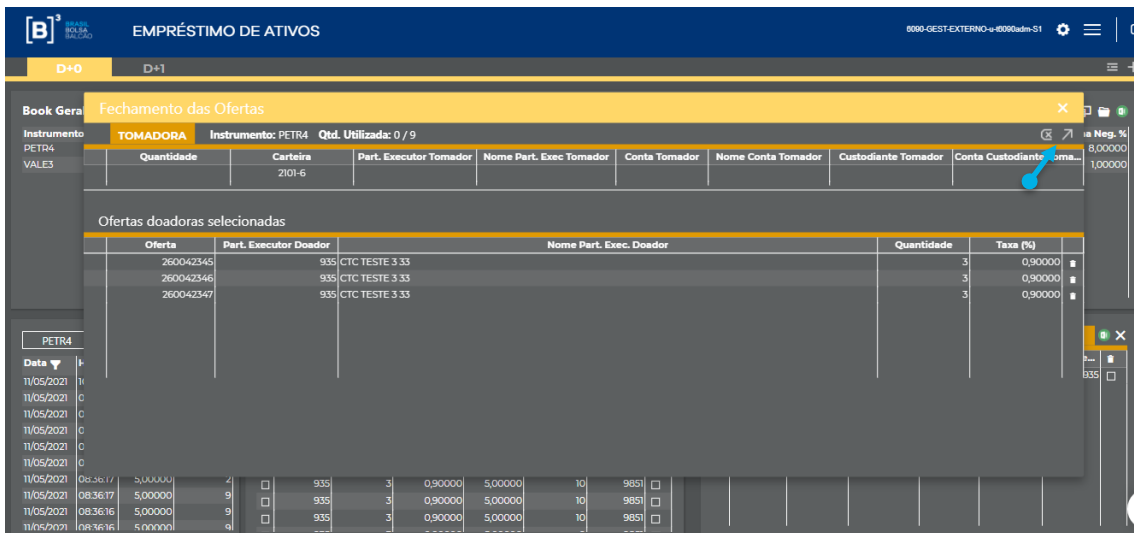 [B]³ BRASIL BOLSA BALCÃO EMPRÉSTIMO DE ATIVOS
D+0 D+1
Book Gera Fechamento das Ofertas
Instrumento TOMADORA Instrumento: PETR4 Qtd. Utilizada: 0 / 9 a Neg. %
PETR4 8,00000
Quantidade Carteira Part. Executor Tomador Nome Part. Exec Tomador Conta Tomador Nome Conta Tomador Custodiante Tomador Conta Custodiante
VALE3 2101-6 1,00000
Ofertas doadoras selecionadas
Oferta Part. Executor Doador Nome Part. Exec. Doador Quantidade Taxa (%)
260042345 935 CTC TESTE 3 33 3 0,90000
260042346 935 CTC TESTE 3 33 3 0,90000
260042347 935 CTC TESTE 3 33 3 0,90000
PETR4
Data
11/05/2021 935
11/05/2021
11/05/2021
11/05/2021
11/05/2021
11/05/2021
11/05/2021 08:36:17 5,00000 2 935 3 0,90000 5,00000 10 9851
11/05/2021 08:36:17 5,00000 9 935 3 0,90000 5,00000 10 9851
11/05/2021 08:36:16 5,00000 9 935 3 0,90000 5,00000 10 9851
11/05/2021 08:36:16 5,00000